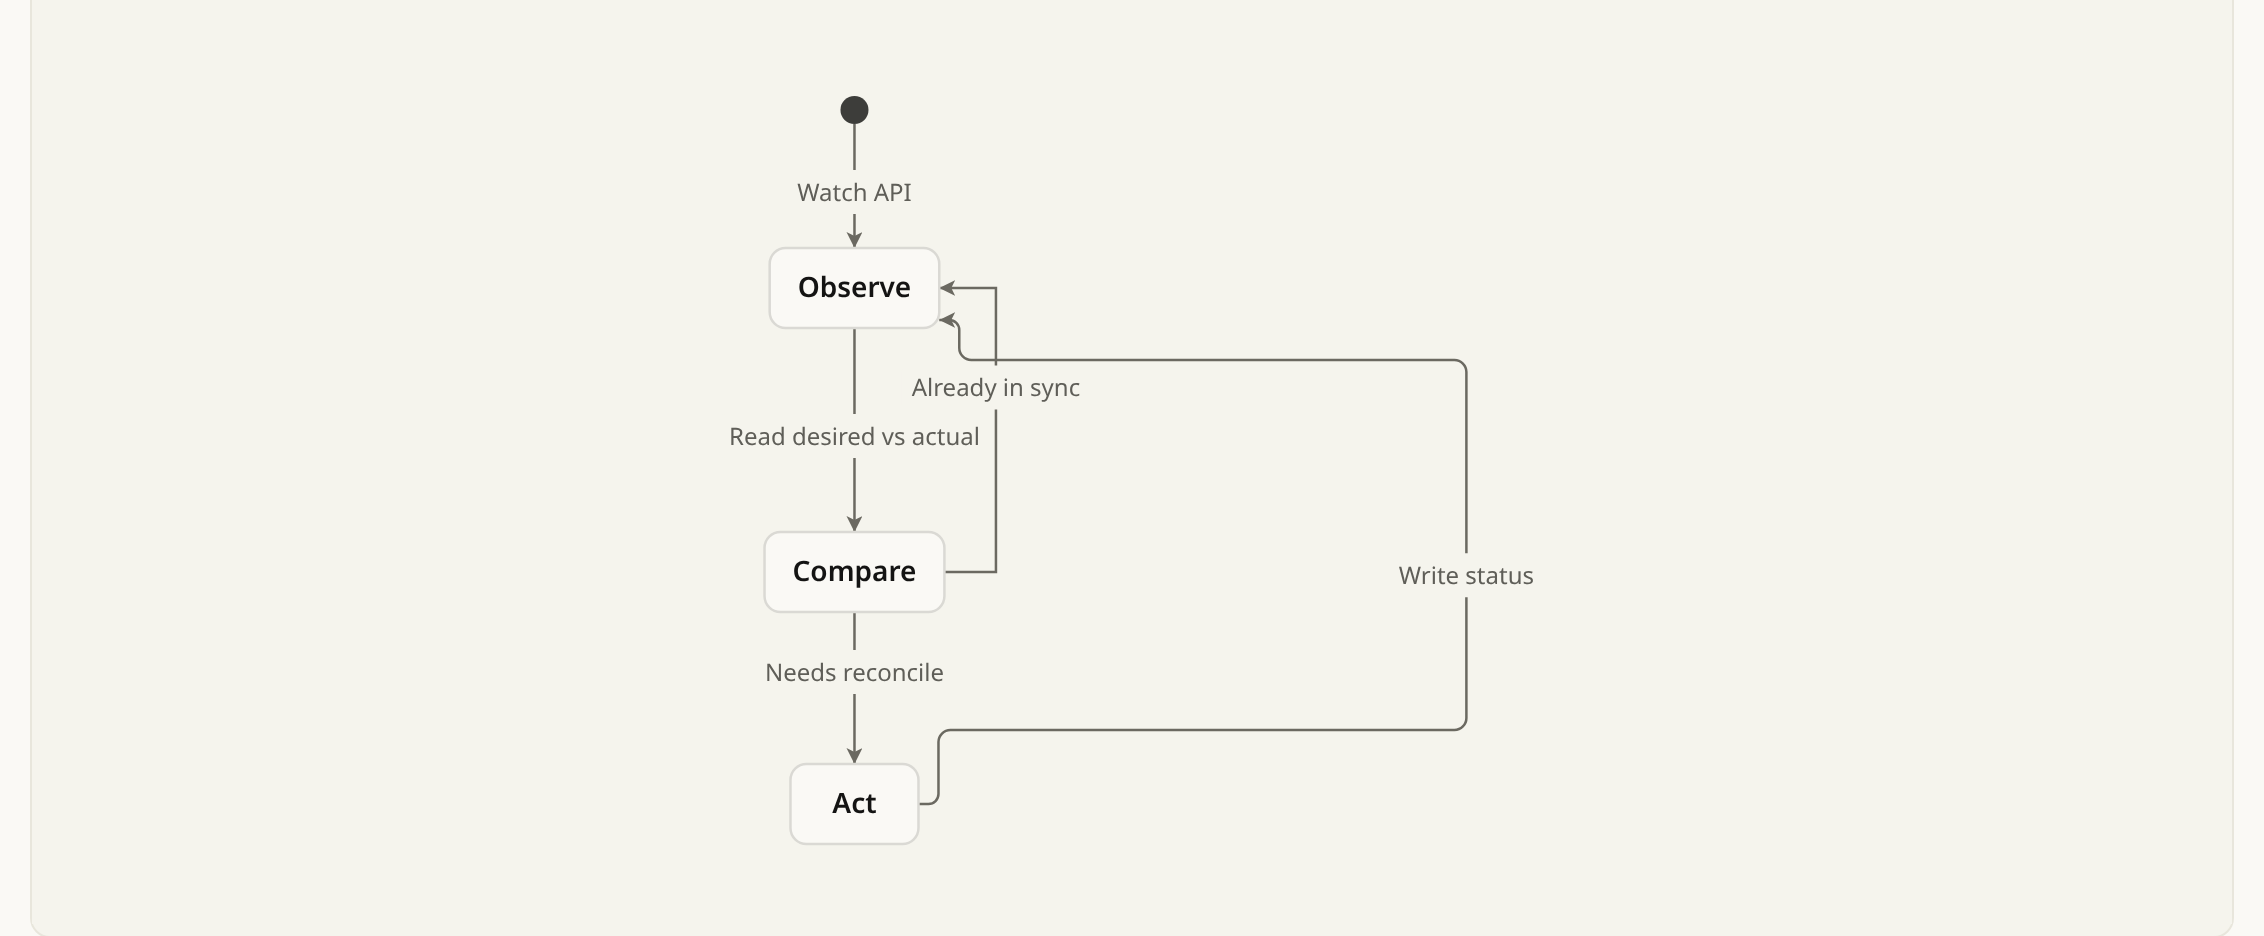 Watch API
Observe
Already in sync
Read desired vs actual
Compare
Write status
Needs reconcile
Act